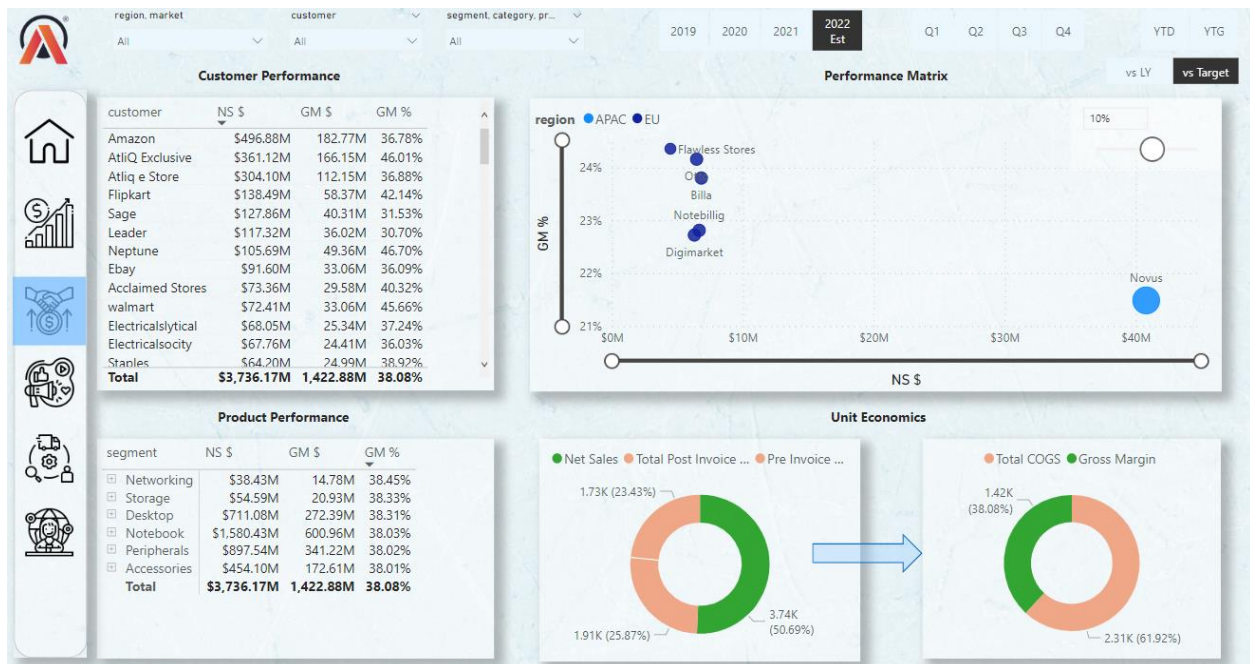 region, market customer segment, category, pr...
All All All
2019 2020 2021 2022 Est Q1 Q2 Q3 Q4 YTD YTG
vs LY vs Target
Customer Performance
customer NS $ GM $ GM %
Amazon $496.88M 182.77M 36.78%
AtliQ Exclusive $361.12M 166.15M 46.01%
Atliq e Store $304.10M 112.15M 36.88%
Flipkart $138.49M 58.37M 42.14%
Sage $127.86M 40.31M 31.53%
Leader $117.32M 36.02M 30.70%
Neptune $105.69M 49.36M 46.70%
Ebay $91.60M 33.06M 36.09%
Acclaimed Stores $73.36M 29.58M 40.32%
walmart $72.41M 33.06M 45.66%
Electricalslytical $68.05M 25.34M 37.24%
Electricalsocity $67.76M 24.41M 36.03%
Staples $64.20M 24.99M 38.92%
Total $3,736.17M 1,422.88M 38.08%
Performance Matrix
region APAC EU
10%
GM %
24%
23%
22%
21%
Flawless Stores
Billa
Notebillig
Digimarket
Novus
$0M $10M $20M $30M $40M
NS $
Product Performance
segment NS $ GM $ GM %
Networking $38.43M 14.78M 38.45%
Storage $54.59M 20.93M 38.33%
Desktop $711.08M 272.39M 38.31%
Notebook $1,580.43M 600.96M 38.03%
Peripherals $897.54M 341.22M 38.02%
Accessories $454.10M 172.61M 38.01%
Total $3,736.17M 1,422.88M 38.08%
Unit Economics
Net Sales Total Post Invoice ... Pre Invoice ...
1.73K (23.43%)
3.74K
(50.69%)
1.91K (25.87%)
Total COGS Gross Margin
1.42K
(38.08%)
2.31K (61.92%)